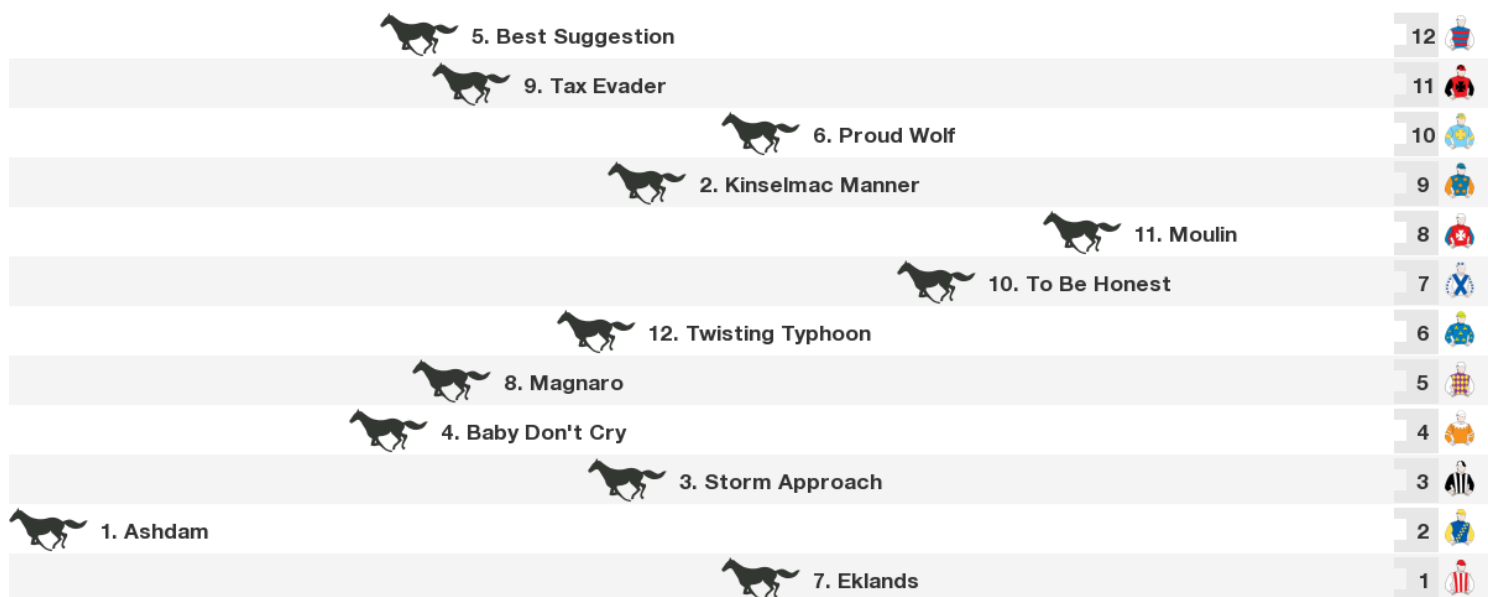 5. Best Suggestion 12
9. Tax Evader 11
6. Proud Wolf 10
2. Kinselmac Manner 9
11. Moulin 8
10. To Be Honest 7
12. Twisting Typhoon 6
8. Magnaro 5
4. Baby Don't Cry 4
3. Storm Approach 3
1. Ashdam 2
7. Eklands 1